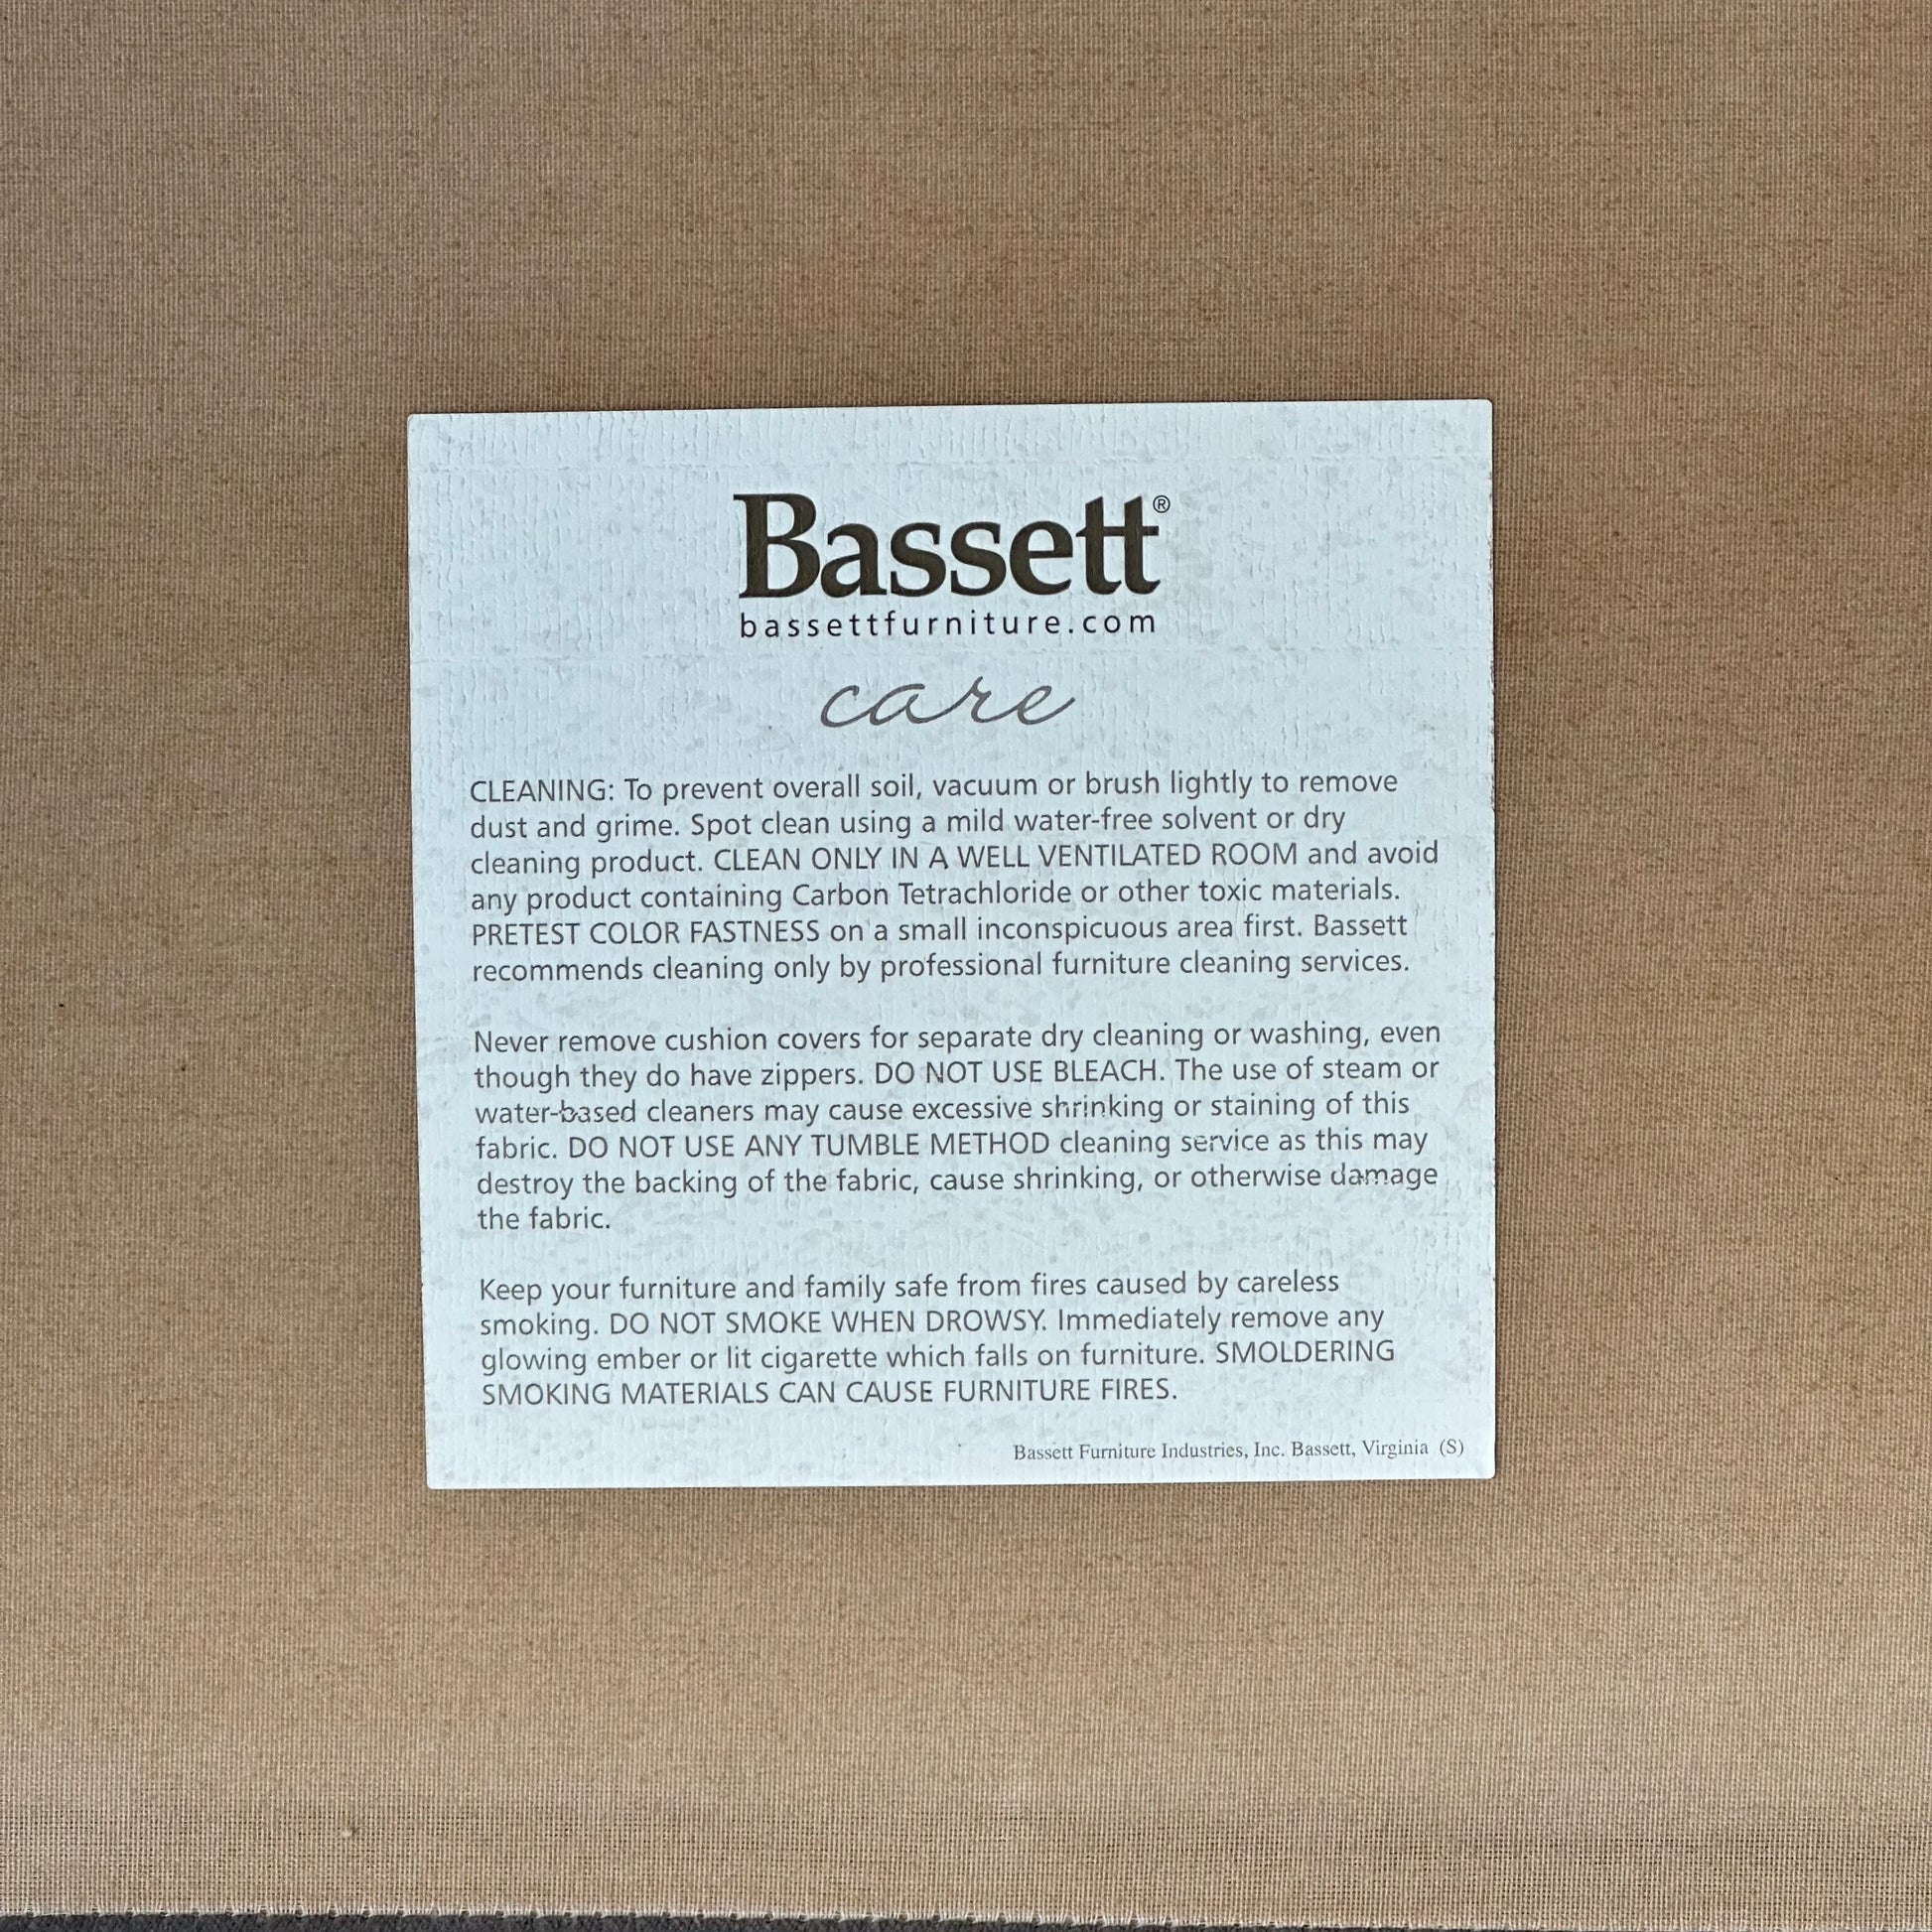 Bassett®
bassettfurniture.com
care
CLEANING: To prevent overall soil, vacuum or brush lightly to remove
dust and grime. Spot clean using a mild water-free solvent or dry
cleaning product. CLEAN ONLY IN A WELL VENTILATED ROOM and avoid
any product containing Carbon Tetrachloride or other toxic materials.
PRETEST COLOR FASTNESS on a small inconspicuous area first. Bassett
recommends cleaning only by professional furniture cleaning services.
Never remove cushion covers for separate dry cleaning or washing, even
though they do have zippers. DO NOT USE BLEACH. The use of steam or
water-based cleaners may cause excessive shrinking or staining of this
fabric. DO NOT USE ANY TUMBLE METHOD cleaning service as this may
destroy the backing of the fabric, cause shrinking, or otherwise damage
the fabric.
Keep your furniture and family safe from fires caused by careless
smoking. DO NOT SMOKE WHEN DROWSY. Immediately remove any
glowing ember or lit cigarette which falls on furniture. SMOLDERING
SMOKING MATERIALS CAN CAUSE FURNITURE FIRES.
Bassett Furniture Industries, Inc. Bassett, Virginia (S)